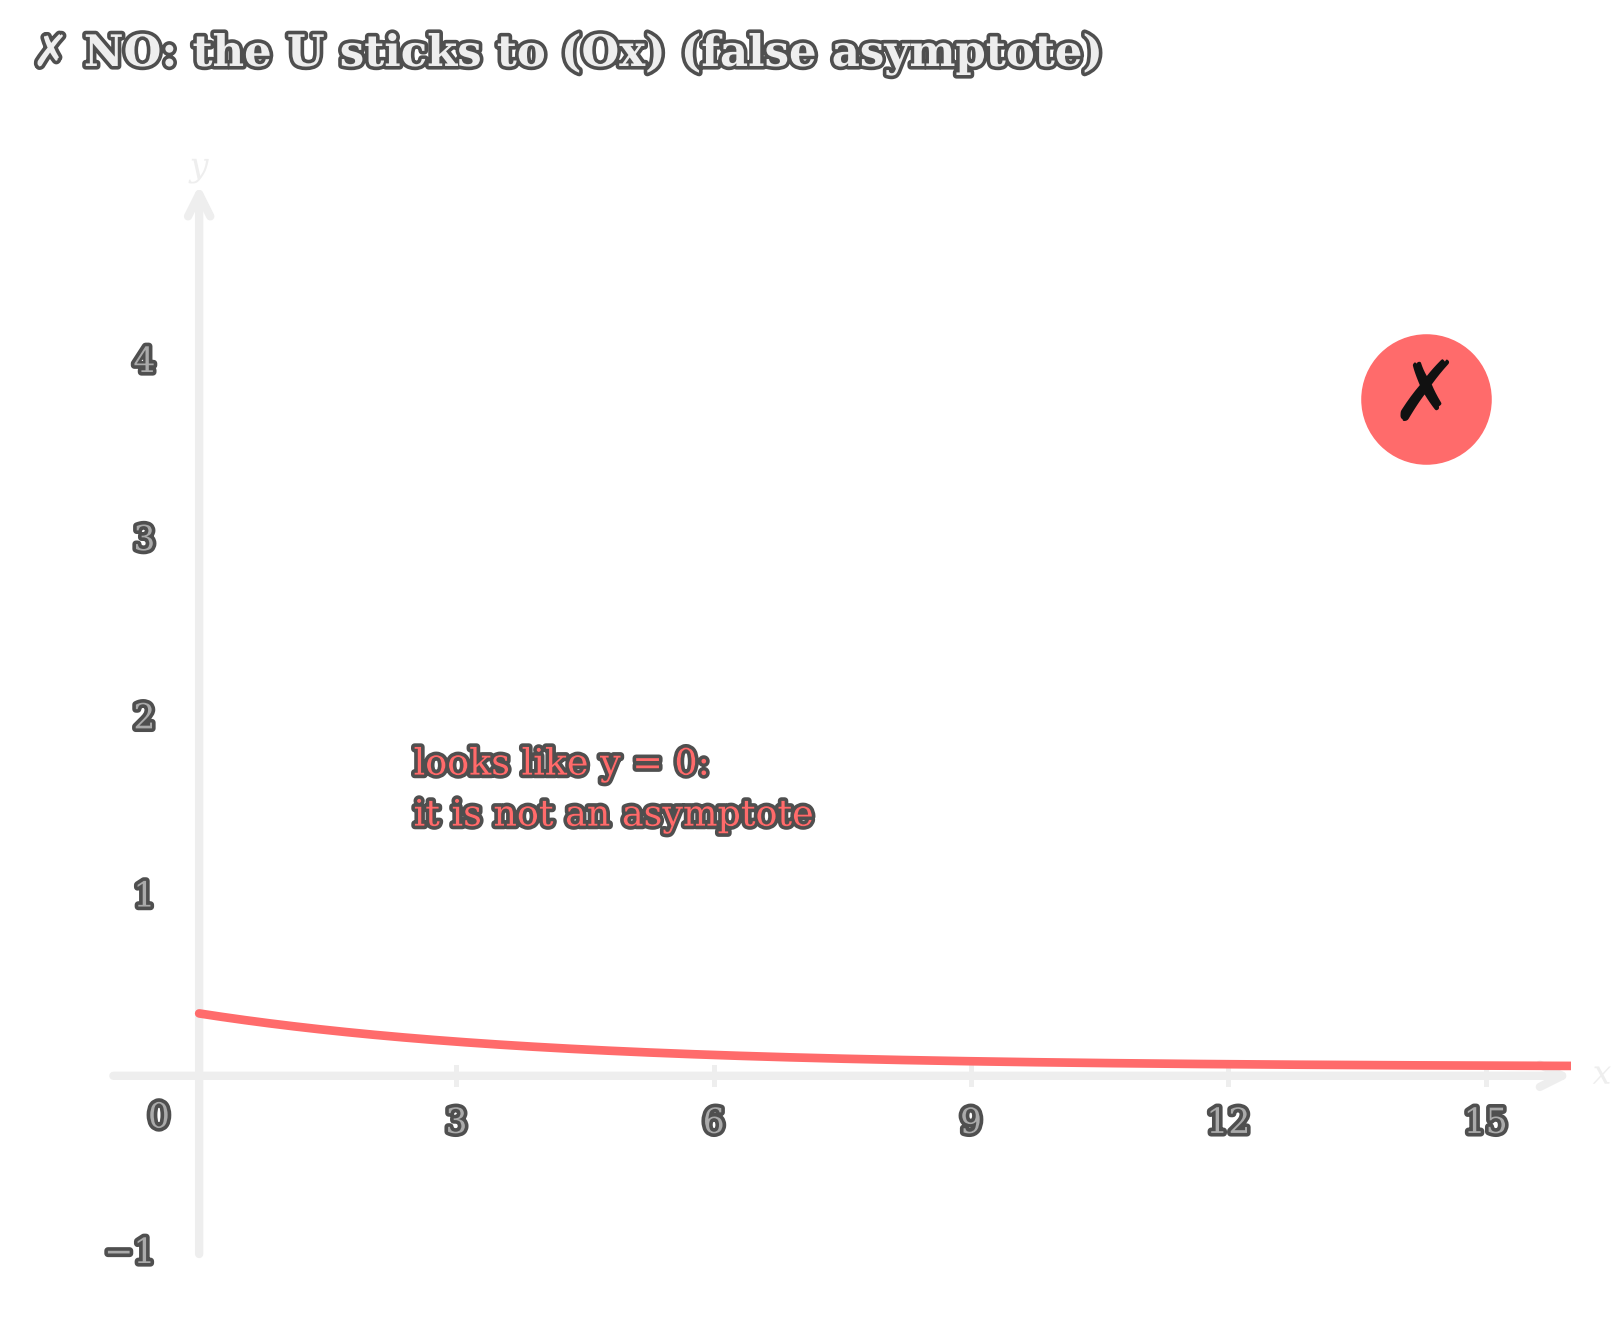 ✗ NO: the U sticks to (Ox) (false asymptote)
y
4
✗
3
2
looks like y = 0:
it is not an asymptote
1
x
0
3
6
9
12
15
−1